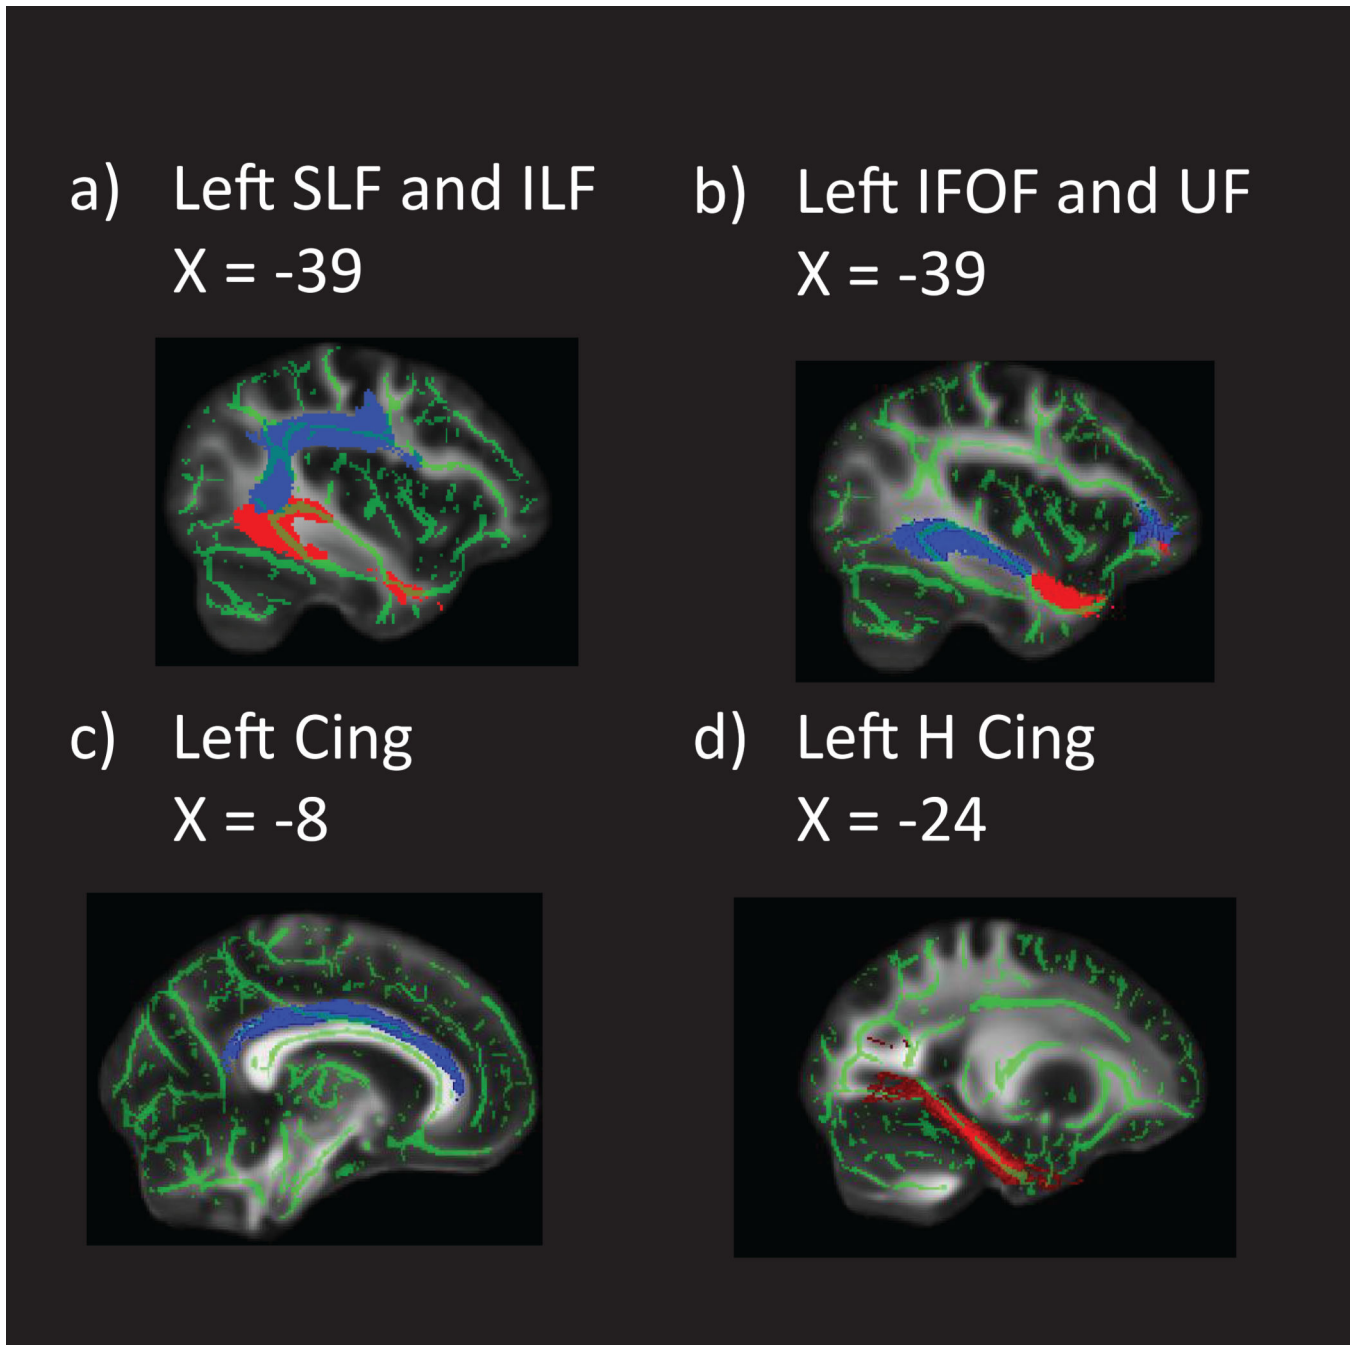 a) Left SLF and ILF
X = -39
b) Left IFOF and UF
X = -39
c) Left Cing
X = -8
d) Left H Cing
X = -24